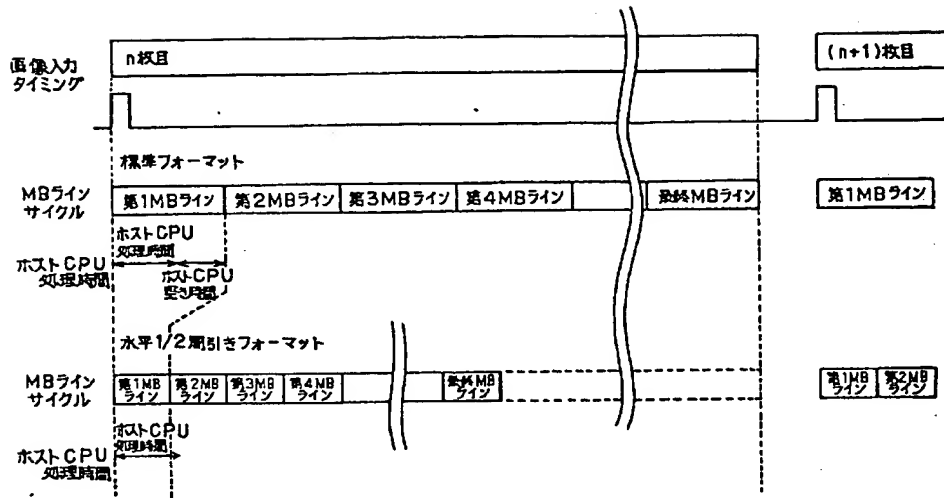 画像入力
タイミング
n枚目
(n+1)枚目
標準フォーマット
MBライン
サイクル
第1MBライン
第2MBライン
第3MBライン
第4MBライン
最終MBライン
第1MBライン
ホストCPU
処理時間
ホストCPU
処理時間
ホストCPU
空き時間
水平1/2間引きフォーマット
MBライン
サイクル
第1MB
ライン
第2MB
ライン
第3MB
ライン
第4MB
ライン
最終MB
ライン
第1MB
ライン
第2MB
ライン
ホストCPU
処理時間
ホストCPU
処理時間